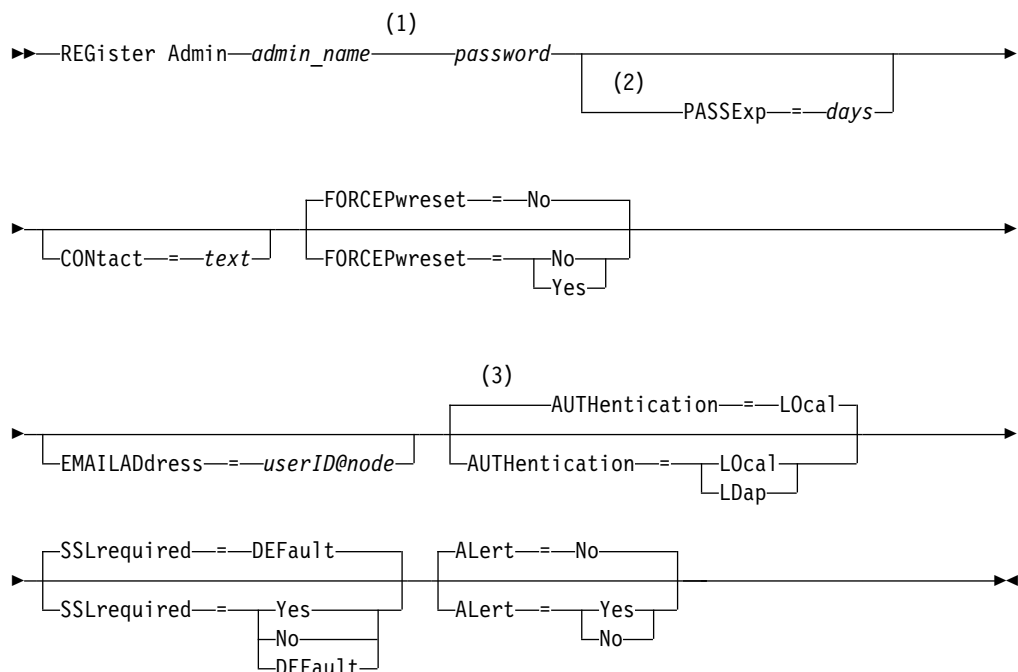 (1)
REGister Admin admin_name password
(2)
PASSExp = days
FORCEPwreset = No
CONtact = text
FORCEPwreset = No
Yes
(3)
AUTHentication = LOcal
EMAILADdress = userID@node
AUTHentication = LOcal
LDap
SSLrequired = DEFault
ALert = No
SSLrequired = Yes
ALert = Yes
No
No
DEFault